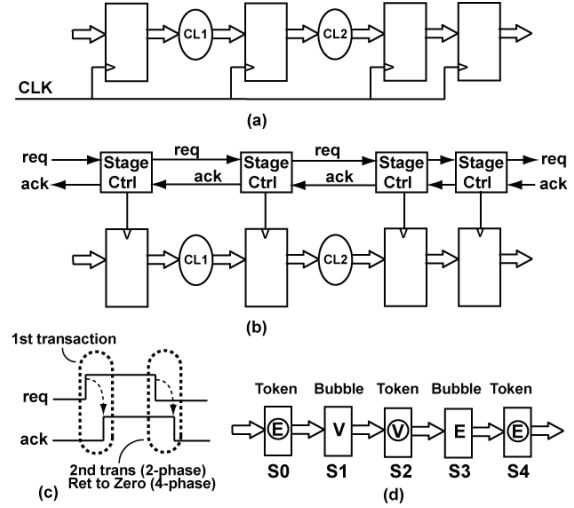 CL1
CL2
CLK
(a)
req
req
req
req
Stage Ctrl
Stage Ctrl
Stage Ctrl
Stage Ctrl
ack
ack
ack
ack
CL1
CL2
(b)
1st transaction
req
ack
2nd trans (2-phase)
Ret to Zero (4-phase)
(c)
Token
Bubble
Token
Bubble
Token
E
V
V
E
E
S0
S1
S2
S3
S4
(d)